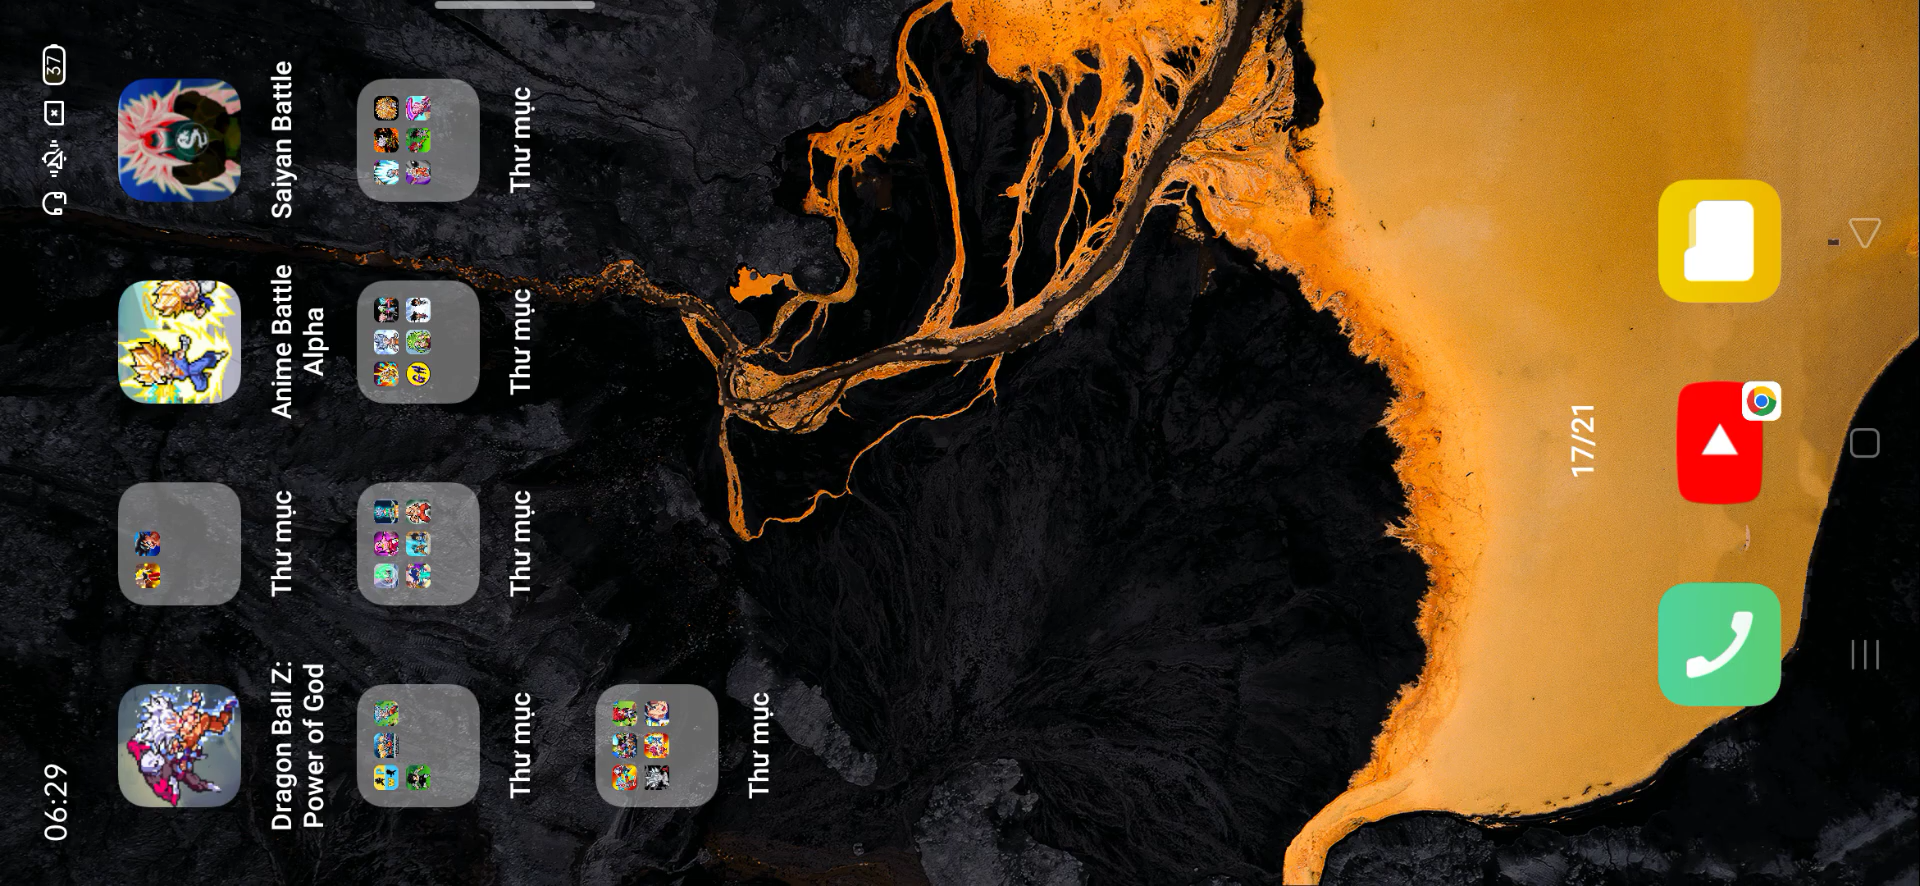 06:29
37
Dragon Ball Z:
Power of God
Thư mục
Anime Battle
Alpha
Saiyan Battle
Thư mục
Thư mục
Thư mục
Thư mục
Thư mục
17/21